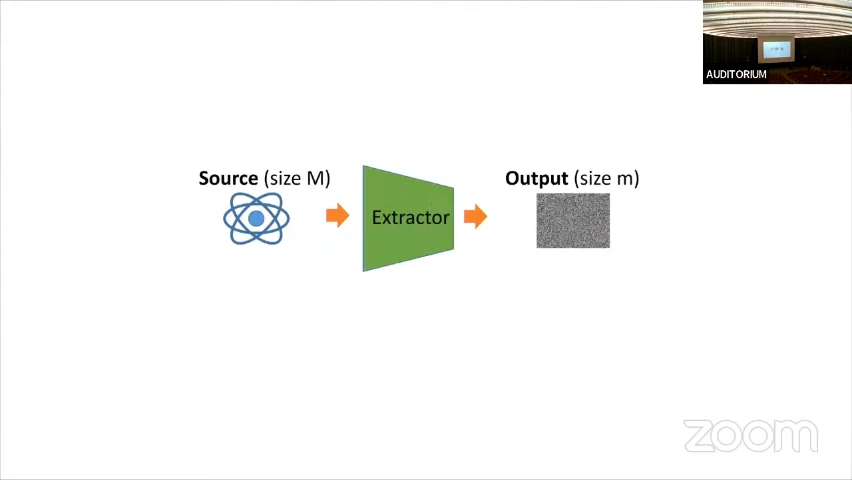 AUDITORIUM
Source (size M)
Output (size m)
Extractor
zoom